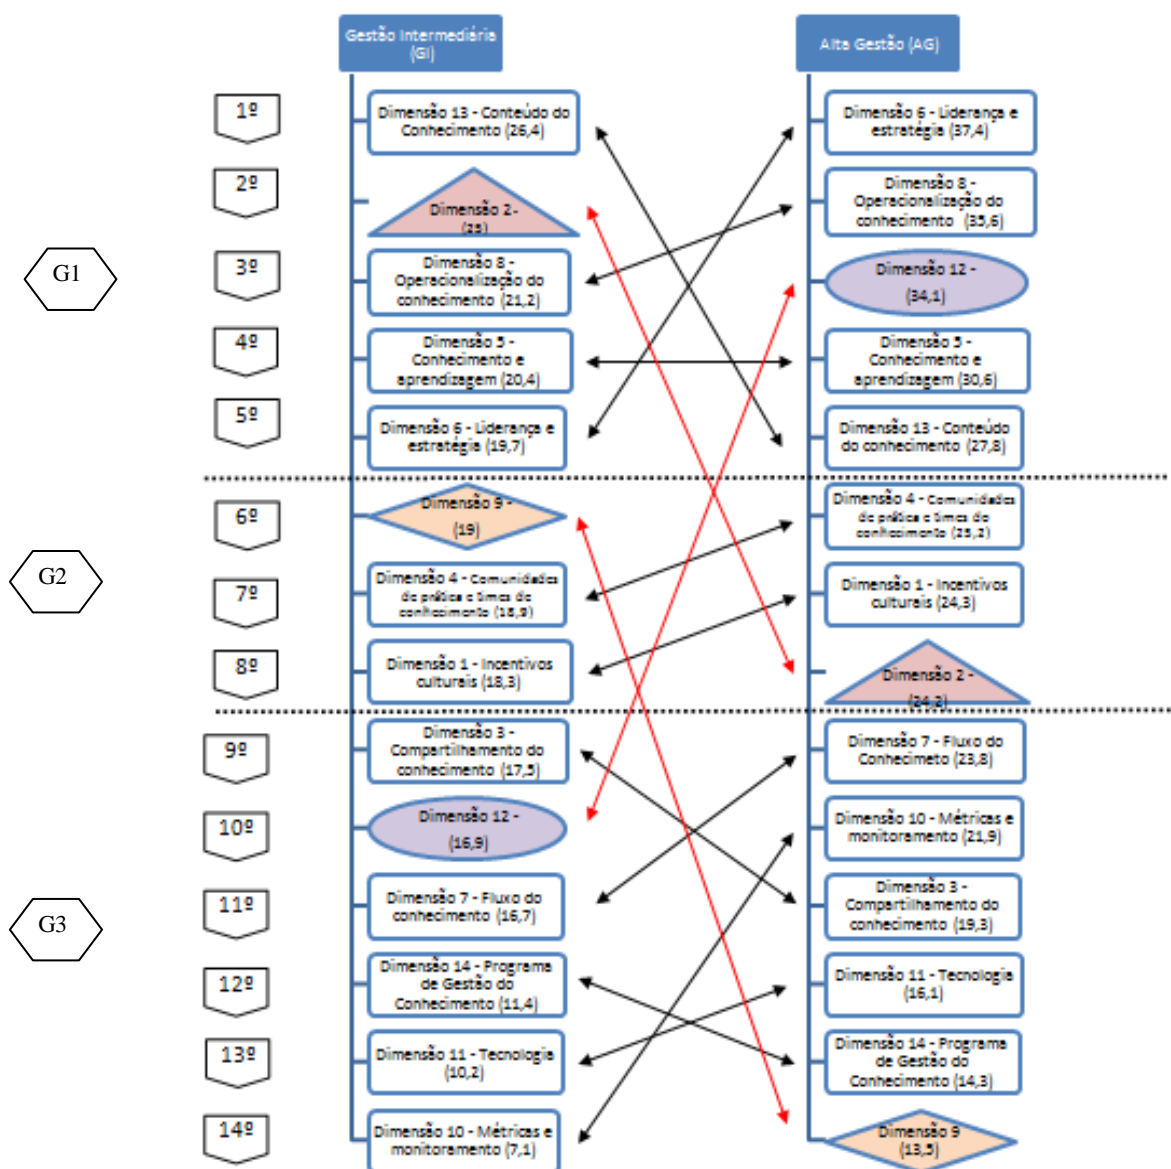 Gestão Intermediária
(GI)
Alta Gestão (AG)
1º
Dimensão 13 - Conteúdo do
Conhecimento (26,4)
Dimensão 6 - Liderança e
estratégia (37,4)
2º
Dimensão 2-
(25)
Dimensão 8 -
Operacionalização do
conhecimento (35,6)
G1
3º
Dimensão 8 -
Operacionalização do
conhecimento (21,2)
Dimensão 12 -
(34,1)
4º
Dimensão 5 -
Conhecimento e
aprendizagem (20,4)
Dimensão 5 -
Conhecimento e
aprendizagem (30,6)
5º
Dimensão 6 - Liderança e
estratégia (19,7)
Dimensão 13 - Conteúdo
do conhecimento (27,8)
6º
Dimensão 9 -
(19)
Dimensão 4 - Comunidades
de prática e times de
conhecimento (25,2)
G2
7º
Dimensão 4 - Comunidades
de prática e times de
conhecimento (18,9)
Dimensão 1 - Incentivos
culturais (24,3)
8º
Dimensão 1 - Incentivos
culturais (18,3)
Dimensão 2 -
(24,2)
9º
Dimensão 3 -
Compartilhamento do
conhecimento (17,5)
Dimensão 7 - Fluxo do
Conhecimeto (23,8)
10º
Dimensão 12 -
(16,9)
Dimensão 10 - Métricas e
monitoramento (21,9)
G3
11º
Dimensão 7 - Fluxo do
conhecimento (16,7)
Dimensão 3 -
Compartilhamento do
conhecimento (19,3)
12º
Dimensão 14 - Programa
de Gestão do
Conhecimento (11,4)
Dimensão 11 - Tecnologia
(16,1)
13º
Dimensão 11 - Tecnologia
(10,2)
Dimensão 14 - Programa
de Gestão do
Conhecimento (14,3)
14º
Dimensão 10 - Métricas e
monitoramento (7,1)
Dimensão 9
(13,5)